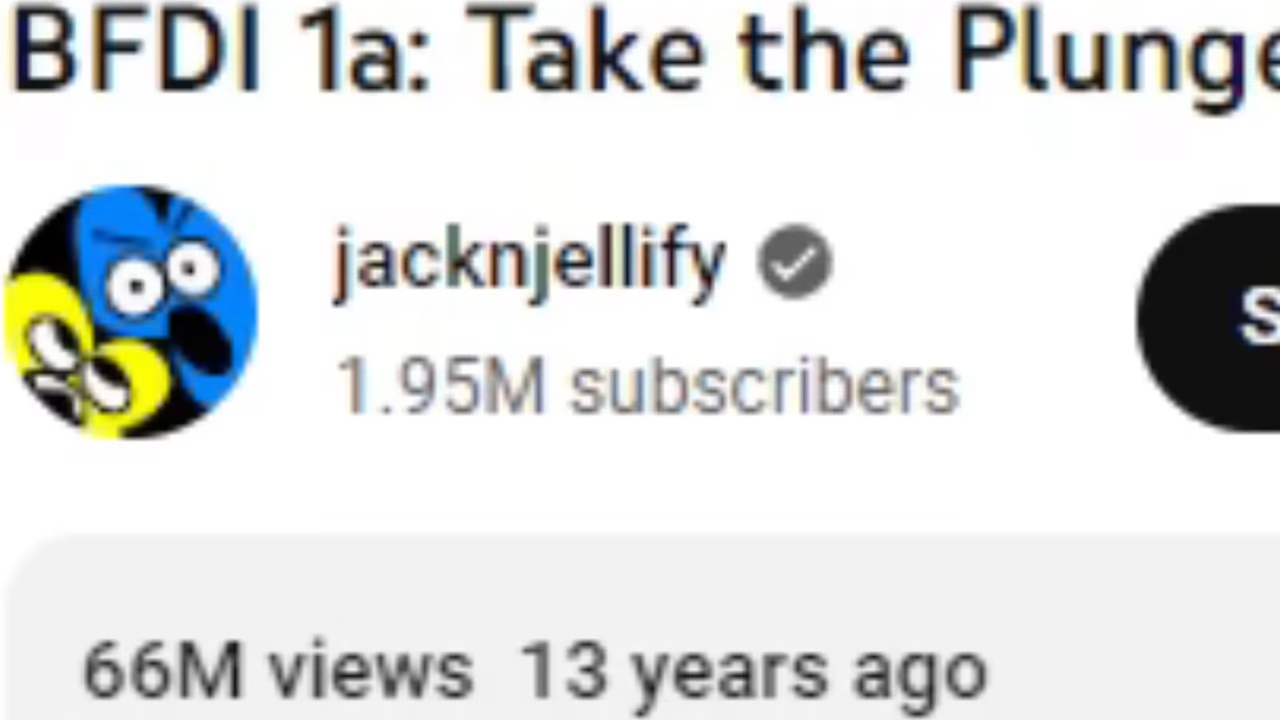 BFDI 1a: Take the Plunge
jacknjellify
1.95M subscribers
S
66M views 13 years ago